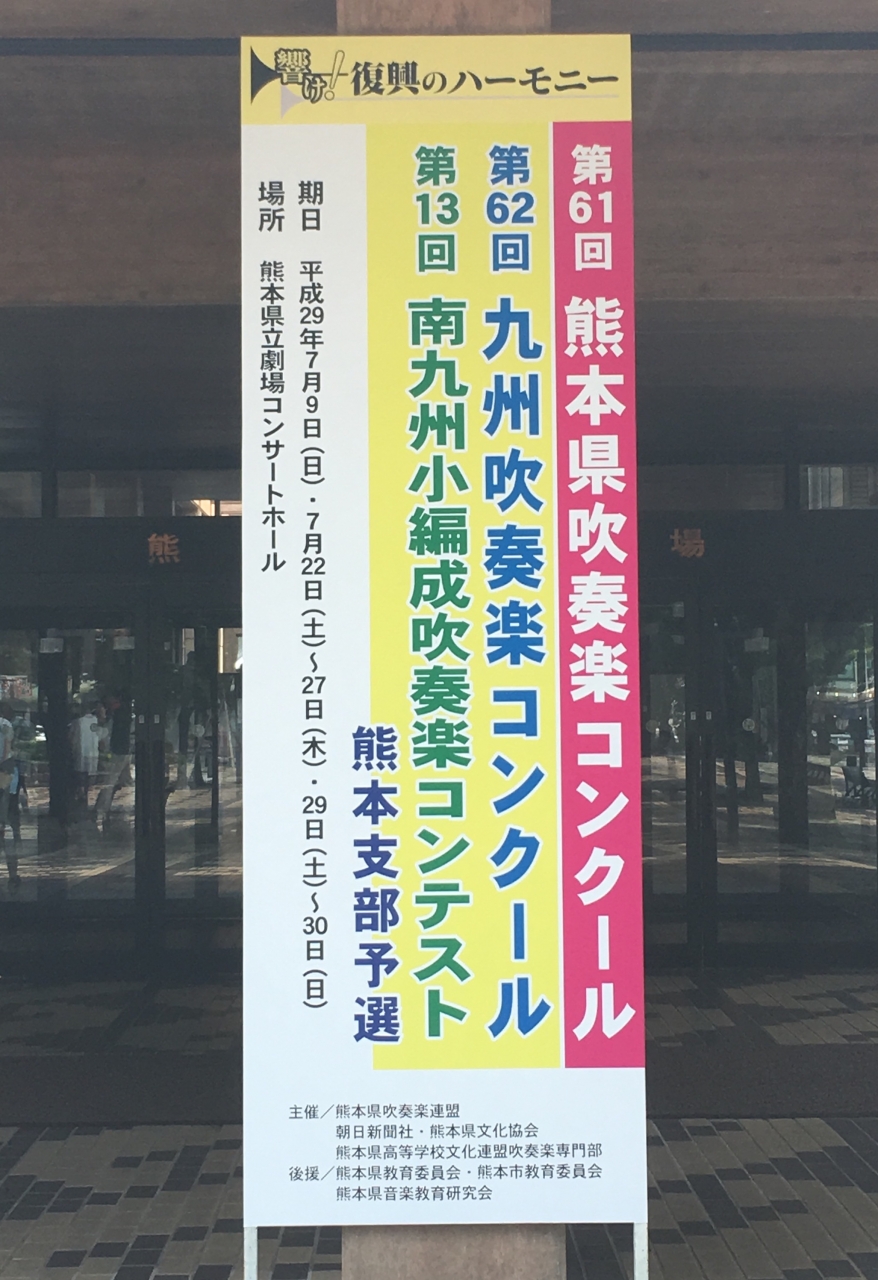 響け!復興のハーモニー
第61回 熊本県吹奏楽コンクール
第62回 九州吹奏楽コンクール
第13回 南九州小編成吹奏楽コンテスト
熊本支部予選
期日 平成29年7月9日(日)・7月22日(土)~27日(木)・29日(土)~30日(日)
場所 熊本県立劇場コンサートホール
主催/熊本県吹奏楽連盟
朝日新聞社・熊本県文化協会
熊本県高等学校文化連盟吹奏楽専門部
後援/熊本県教育委員会・熊本市教育委員会
熊本県音楽教育研究会
熊
場